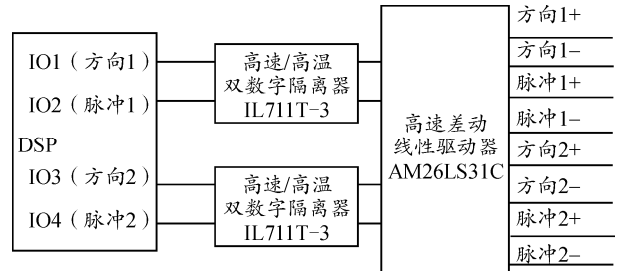 IO1（方向1）
IO2（脉冲1）
DSP
IO3（方向2）
IO4（脉冲2）
高速/高温
双数字隔离器
IL711T-3
高速/高温
双数字隔离器
IL711T-3
高速差动
线性驱动器
AM26LS31C
方向1+
方向1-
脉冲1+
脉冲1-
方向2+
方向2-
脉冲2+
脉冲2-